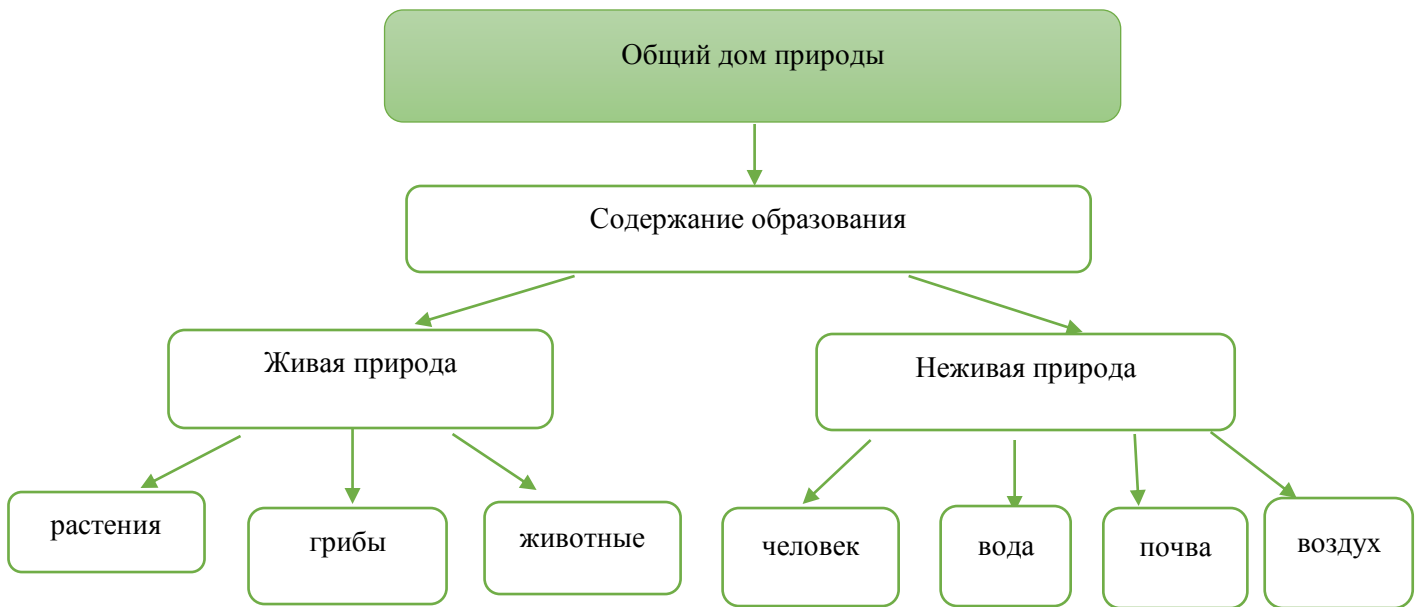 Общий дом природы
Содержание образования
Живая природа
Неживая природа
растения
грибы
животные
человек
вода
почва
воздух